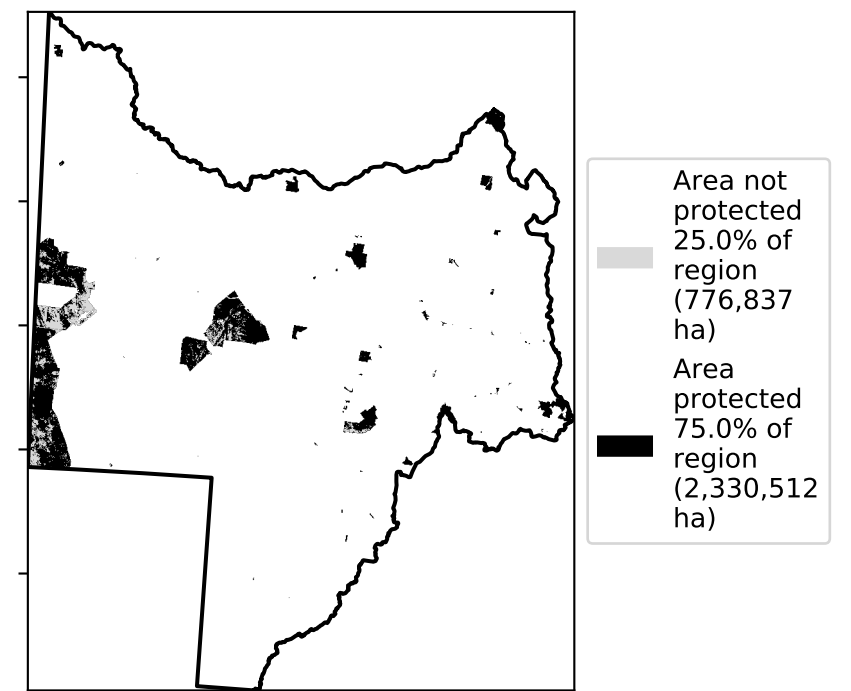 Area not
protected
25.0% of
region
(776,837
ha)
Area
protected
75.0% of
region
(2,330,512
ha)